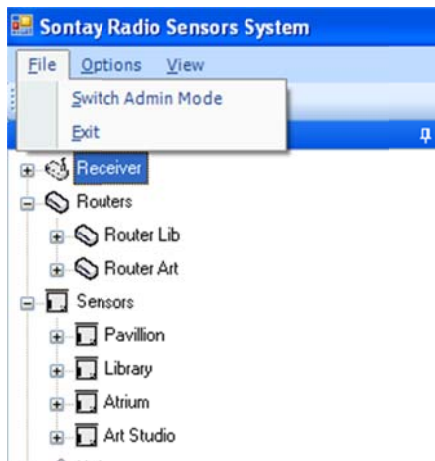 Sontay Radio Sensors System
File Options View
Switch Admin Mode
Exit
Receiver
Routers
Router Lib
Router Art
Sensors
Pavillion
Library
Atrium
Art Studio